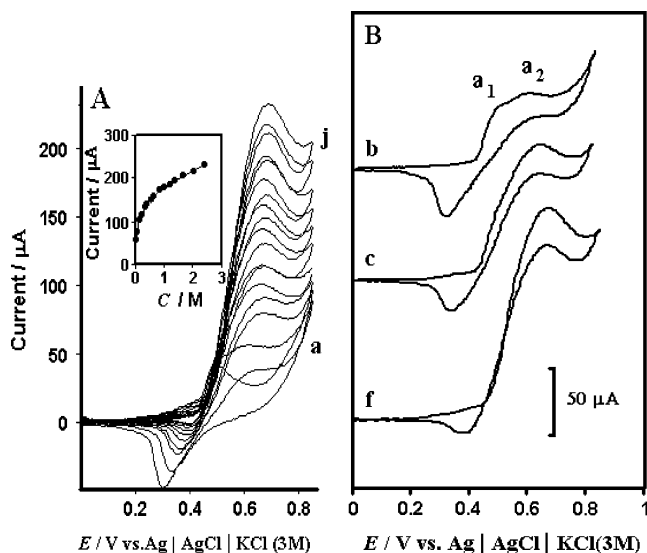 A
j
300
200
100
0
Current / µA
0 1 2 3
C / M
200
150
100
50
0
Current / µA
a
0.2 0.4 0.6 0.8
E / V vs.Ag | AgCl | KCl (3M)
B
a1 a2
b
c
f
50 µA
0 0.2 0.4 0.6 0.8 1
E / V vs. Ag | AgCl | KCl(3M)